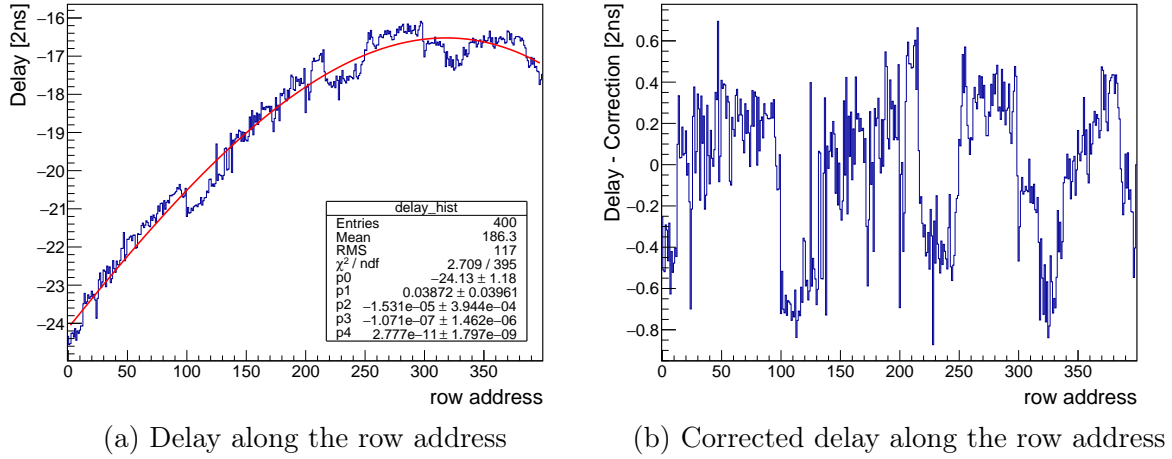 Delay [2ns]
−16
−17
−18
−19
−20
−21
−22
−23
−24
delay_hist
Entries 400
Mean 186.3
RMS 117
χ² / ndf 2.709 / 395
p0 −24.13 ± 1.18
p1 0.03872 ± 0.03961
p2 −1.531e−05 ± 3.944e−04
p3 −1.071e−07 ± 1.462e−06
p4 2.777e−11 ± 1.797e−09
0 50 100 150 200 250 300 350
row address
(a) Delay along the row address
Delay - Correction [2ns]
0.6
0.4
0.2
0
−0.2
−0.4
−0.6
−0.8
0 50 100 150 200 250 300 350
row address
(b) Corrected delay along the row address